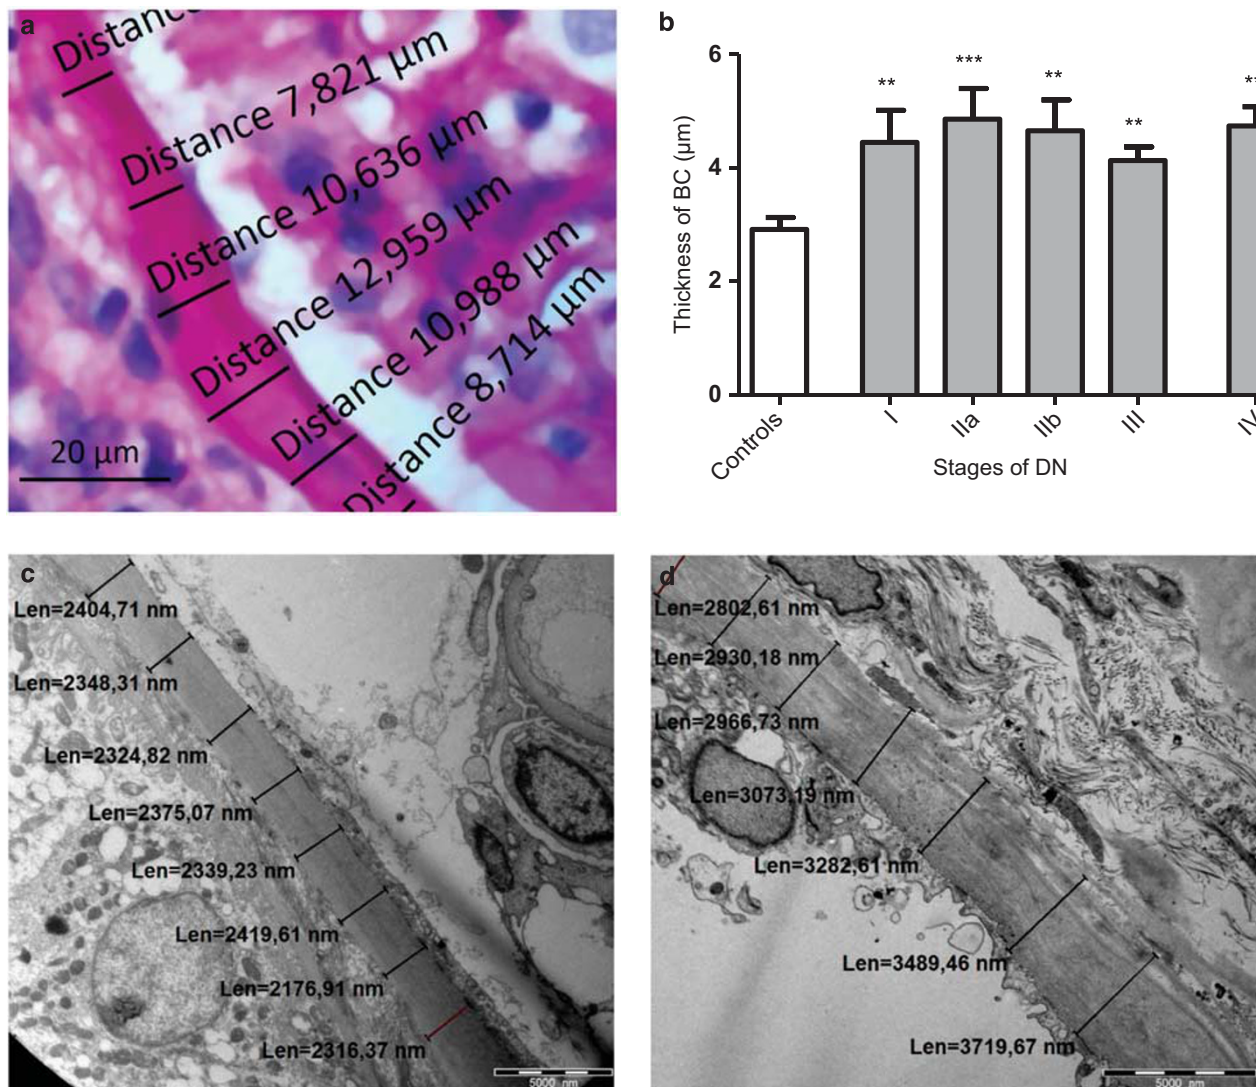 a
Distance
Distance 7,821 µm
Distance 10,636 µm
Distance 12,959 µm
Distance 10,988 µm
Distance 8,714 µm
20 µm
b
6
4
2
0
Thickness of BC (µm)
**
***
**
**
**
Controls
I
IIa
IIb
III
IV
Stages of DN
c
Len=2404,71 nm
Len=2348,31 nm
Len=2324,82 nm
Len=2375,07 nm
Len=2339,23 nm
Len=2419,61 nm
Len=2176,91 nm
Len=2316,37 nm
5000 nm
d
Len=2802,61 nm
Len=2930,18 nm
Len=2966,73 nm
Len=3073,19 nm
Len=3282,61 nm
Len=3489,46 nm
Len=3719,67 nm
5000 nm